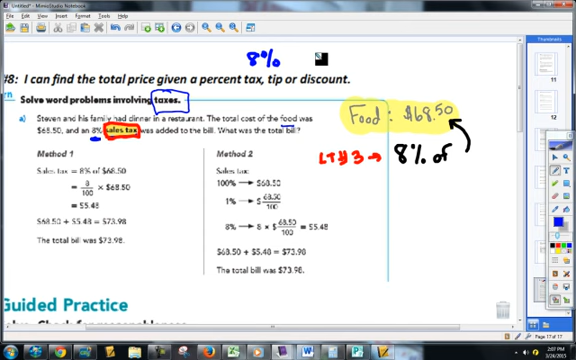 Untitled* - MimioStudio Notebook
File Edit View Insert Format Tools Help
8%
#8: I can find the total price given a percent tax, tip or discount.
rn Solve word problems involving taxes.
a) Steven and his family had dinner in a restaurant. The total cost of the food was
$68.50, and an 8% sales tax was added to the bill. What was the total bill?
Food : $68.50
LT#3 → 8% of
Method 1
Sales tax = 8% of $68.50
= 8/100 × $68.50
= $5.48
$68.50 + $5.48 = $73.98
The total bill was $73.98.
Method 2
Sales tax:
100% → $68.50
1% → $ 68.50/100
8% → 8 × $ 68.50/100 = $5.48
$68.50 + $5.48 = $73.98
The total bill was $73.98.
Guided Practice
11
12
13
Page 11 of 11
2:07 PM